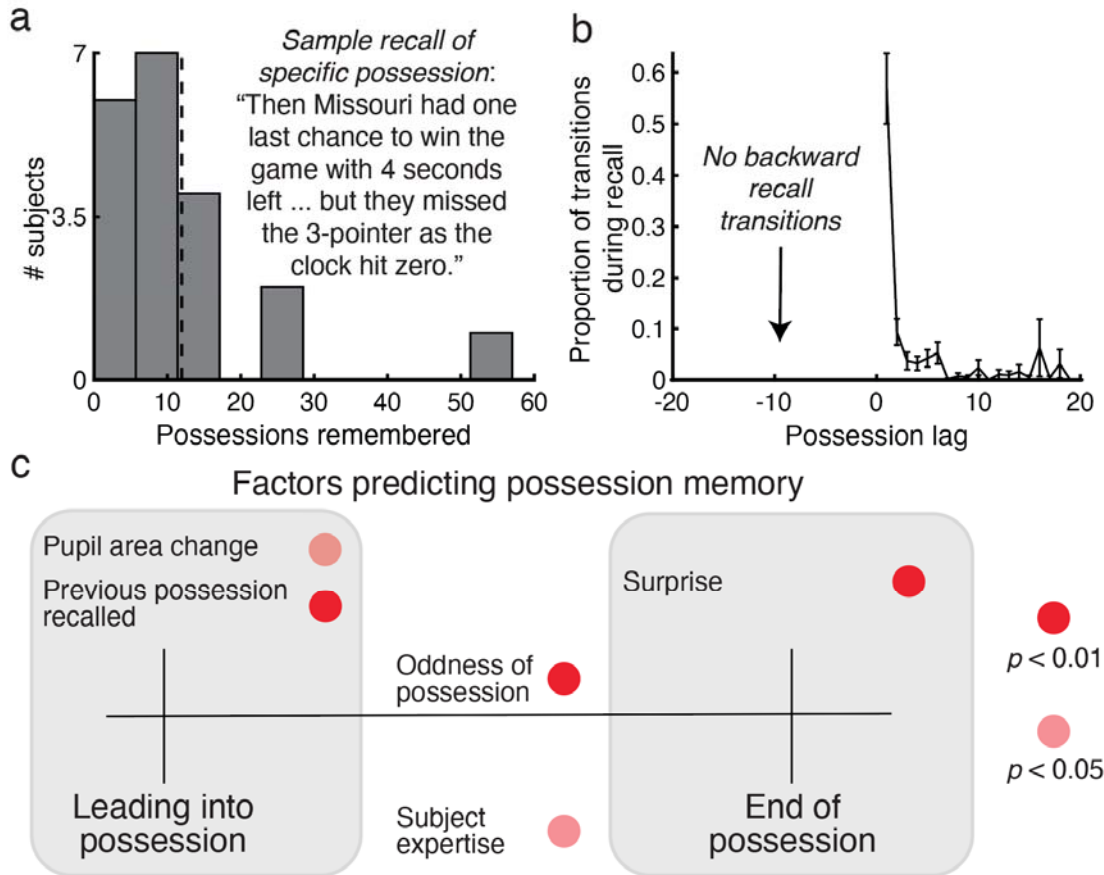 a
# subjects
7
3.5
0
0 10 20 30 40 50 60
Possessions remembered
Sample recall of
specific possession:
“Then Missouri had one
last chance to win the
game with 4 seconds
left ... but they missed
the 3-pointer as the
clock hit zero.”
b
Proportion of transitions
during recall
0.6
0.5
0.4
0.3
0.2
0.1
0
-20 -10 0 10 20
Possession lag
No backward
recall
transitions
c
Factors predicting possession memory
Pupil area change
Previous possession
recalled
Leading into
possession
Oddness of
possession
Subject
expertise
Surprise
End of
possession
p < 0.01
p < 0.05